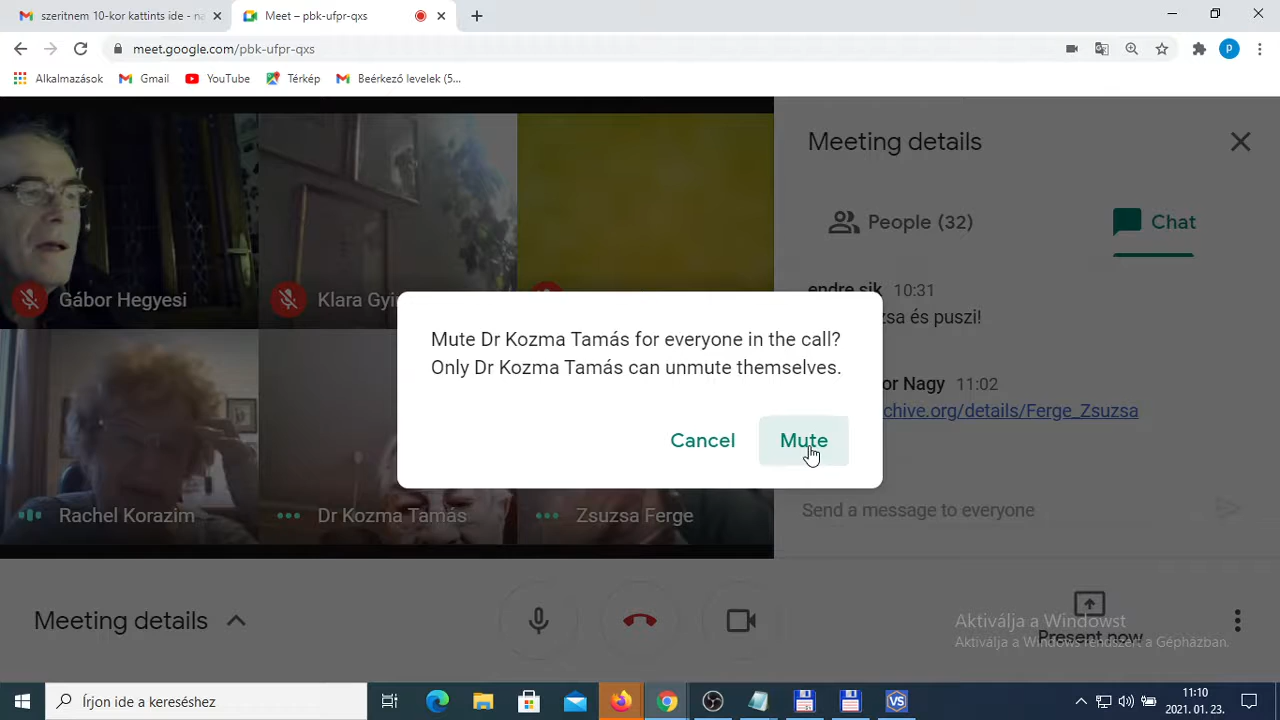 szeritnem 10-kor kattints ide - na
Meet – pbk-ufpr-qxs
meet.google.com/pbk-ufpr-qxs
P
Alkalmazások
Gmail
YouTube
Térkép
Beérkező levelek (5...
Meeting details
People (32)
Chat
Gábor Hegyesi
Klara Gyi
endre sik 10:31
sa és puszi!
Mute Dr Kozma Tamás for everyone in the call?
Only Dr Kozma Tamás can unmute themselves.
or Nagy 11:02
chive.org/details/Ferge_Zsuzsa
Cancel
Mute
Rachel Korazim
Dr Kozma Tamás
Zsuzsa Ferge
Send a message to everyone
Meeting details
Present now
Aktiválja a Windowst
Aktiválja a Windows rendszert a Gépházban.
Írjon ide a kereséshez
VS
11:10
2021. 01. 23.